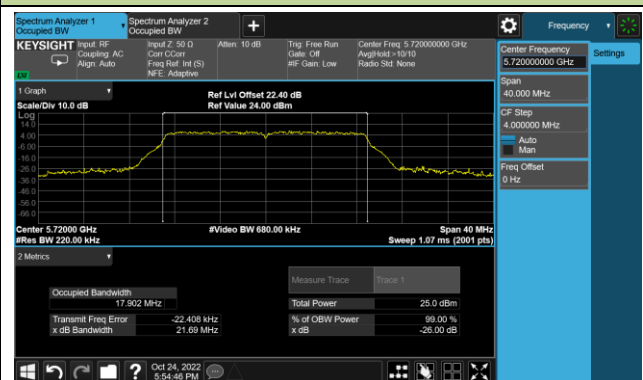 Spectrum Analyzer 1
Occupied BW
Spectrum Analyzer 2
Occupied BW
+
Frequency
KEYSIGHT
Input: RF
Coupling: AC
Align: Auto
Input Z: 50 Ω
Corr CCorr
Freq Ref: Int (S)
NFE: Adaptive
Atten: 10 dB
Trig: Free Run
Gate: Off
#IF Gain: Low
Center Freq: 5.720000000 GHz
Avg|Hold:>10/10
Radio Std: None
Center Frequency
5.720000000 GHz
Settings
Span
40.000 MHz
CF Step
4.000000 MHz
Auto
Man
Freq Offset
0 Hz
1 Graph
Scale/Div 10.0 dB
Ref Lvl Offset 22.40 dB
Ref Value 24.00 dBm
Log
14.0
4.00
-6.00
-16.0
-26.0
-36.0
-46.0
-56.0
-66.0
Center 5.72000 GHz
#Video BW 680.00 kHz
Span 40 MHz
#Res BW 220.00 kHz
Sweep 1.07 ms (2001 pts)
2 Metrics
Measure Trace
Trace 1
Occupied Bandwidth
17.902 MHz
Total Power
25.0 dBm
Transmit Freq Error
-22.408 kHz
% of OBW Power
99.00 %
x dB Bandwidth
21.69 MHz
x dB
-26.00 dB
?
Oct 24, 2022
5:54:46 PM